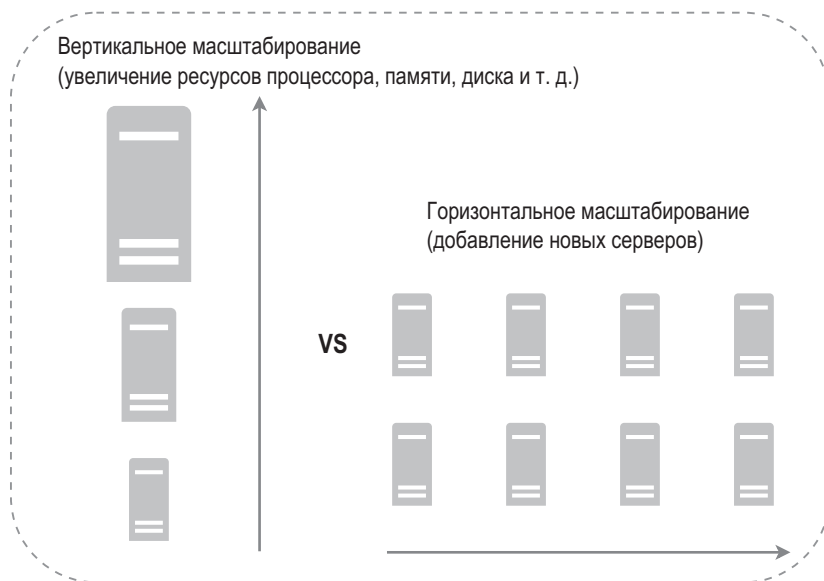 Вертикальное масштабирование
(увеличение ресурсов процессора, памяти, диска и т. д.)
Горизонтальное масштабирование
(добавление новых серверов)
VS